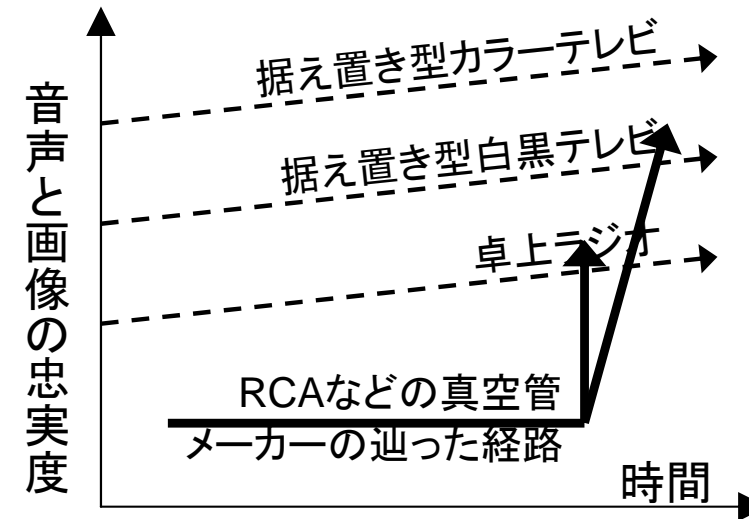 音声と画像の忠実度
据え置き型カラーテレビ
据え置き型白黒テレビ
卓上ラジオ
RCAなどの真空管
メーカーの辿った経路
時間